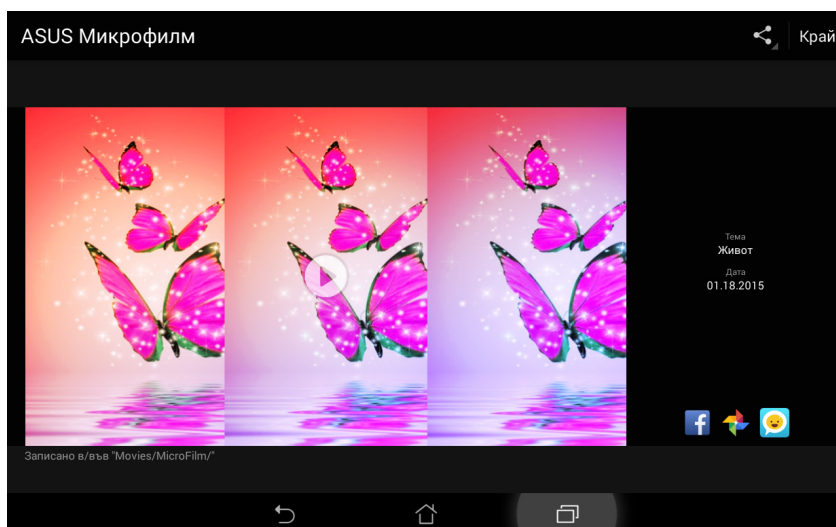 ASUS Микрофилм
Край
Тема
Живот
Дата
01.18.2015
Записано в/във "Movies/MicroFilm/"